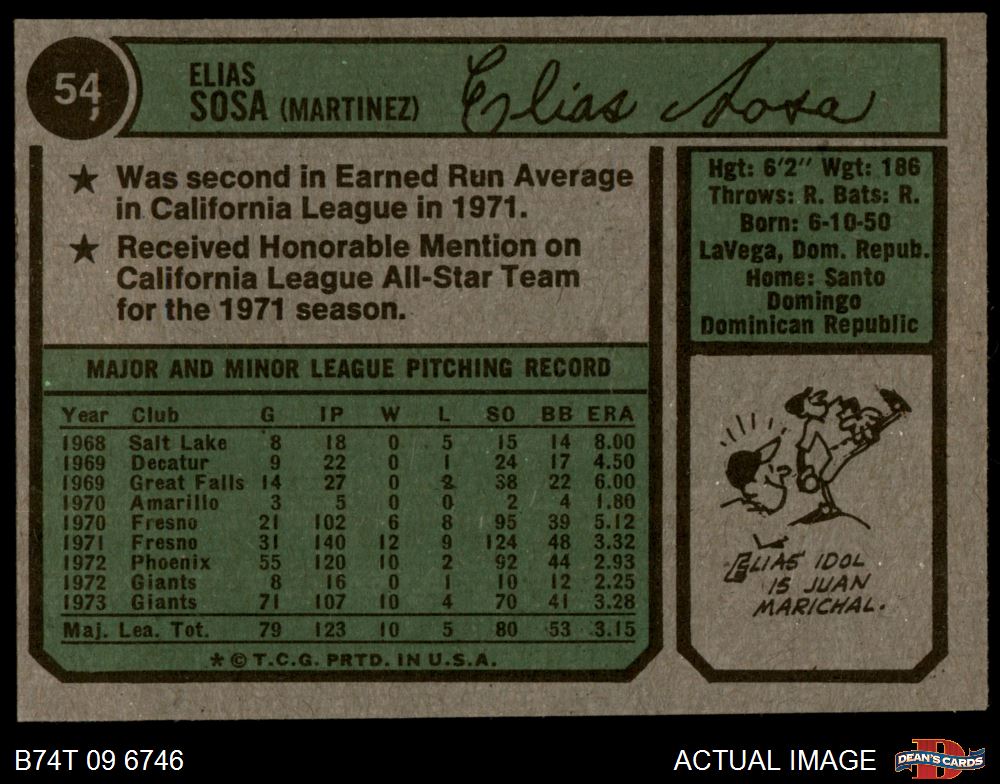 54
ELIAS
SOSA (MARTINEZ)
Elias Sosa
★ Was second in Earned Run Average
in California League in 1971.
★ Received Honorable Mention on
California League All-Star Team
for the 1971 season.
Hgt: 6'2" Wgt: 186
Throws: R. Bats: R.
Born: 6-10-50
LaVega, Dom. Repub.
Home: Santo
Domingo
Dominican Republic
MAJOR AND MINOR LEAGUE PITCHING RECORD
Year Club G IP W L SO BB ERA
1968 Salt Lake 8 18 0 5 15 14 8.00
1969 Decatur 9 22 0 1 24 17 4.50
1969 Great Falls 14 27 0 2 38 22 6.00
1970 Amarillo 3 5 0 0 2 4 1.80
1970 Fresno 21 102 6 8 95 39 5.12
1971 Fresno 31 140 12 9 124 48 3.32
1972 Phoenix 55 120 10 2 92 44 2.93
1972 Giants 8 16 0 1 10 12 2.25
1973 Giants 71 107 10 4 70 41 3.28
Maj. Lea. Tot. 79 123 10 5 80 53 3.15
* © T.C.G. PRTD. IN U.S.A.
ELIAS IDOL
IS JUAN
MARICHAL.
B74T 09 6746
ACTUAL IMAGE
D
DEAN'S CARDS